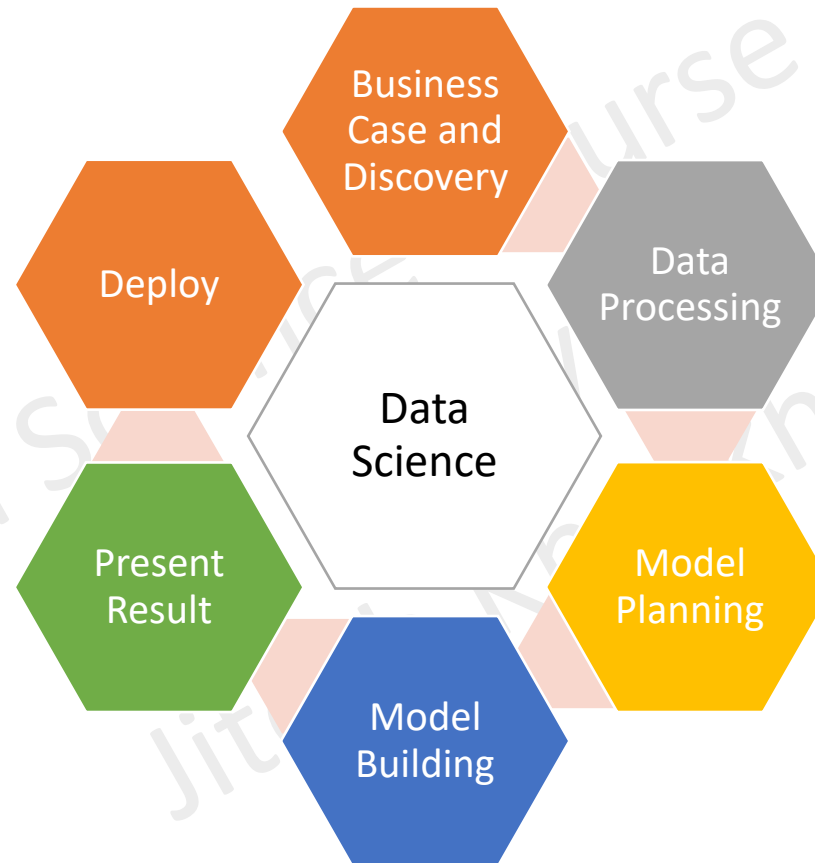 Business
Case and
Discovery
Data
Processing
Model
Planning
Model
Building
Present
Result
Deploy
Data
Science